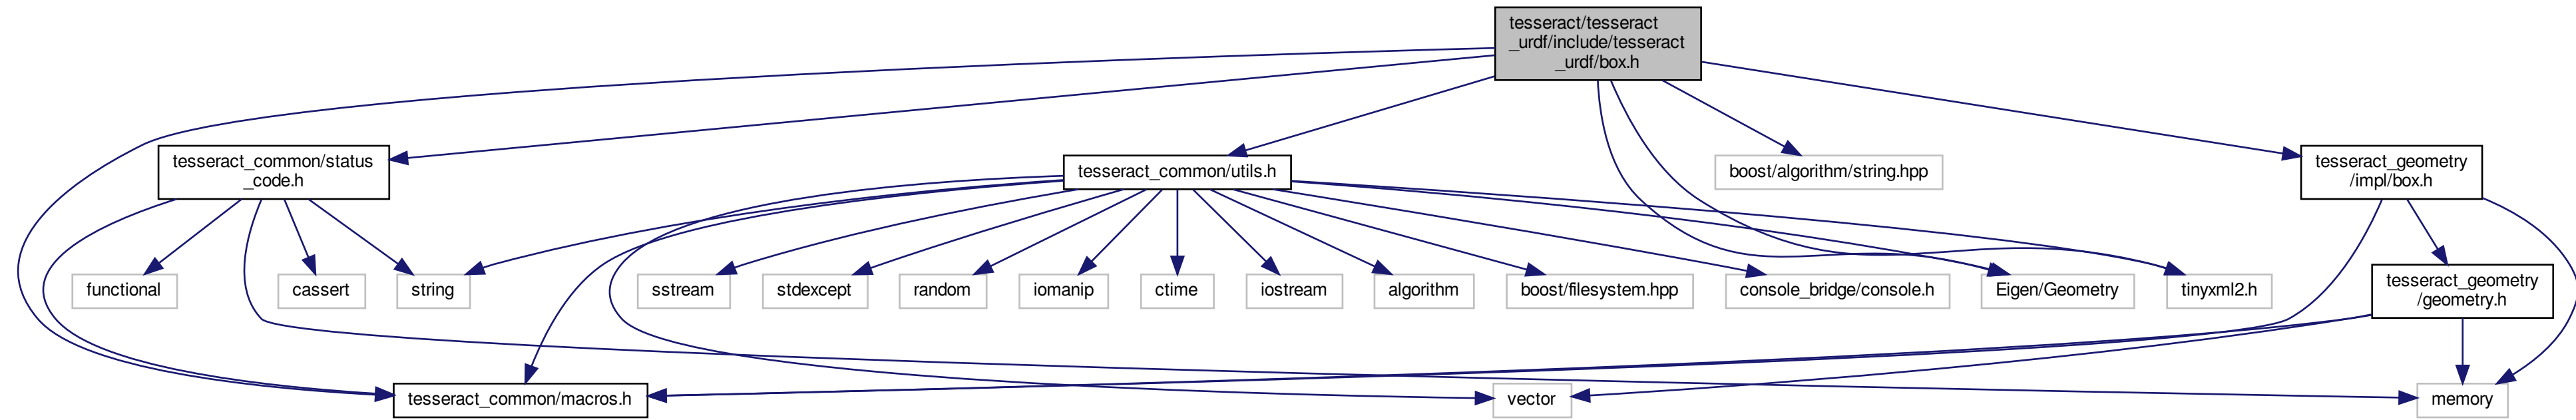 tesseract/tesseract
_urdf/include/tesseract
_urdf/box.h
tesseract_common/status
_code.h
tesseract_common/utils.h
boost/algorithm/string.hpp
tesseract_geometry
/impl/box.h
functional
cassert
string
sstream
stdexcept
random
iomanip
ctime
iostream
algorithm
boost/filesystem.hpp
console_bridge/console.h
Eigen/Geometry
tinyxml2.h
tesseract_geometry
/geometry.h
tesseract_common/macros.h
vector
memory